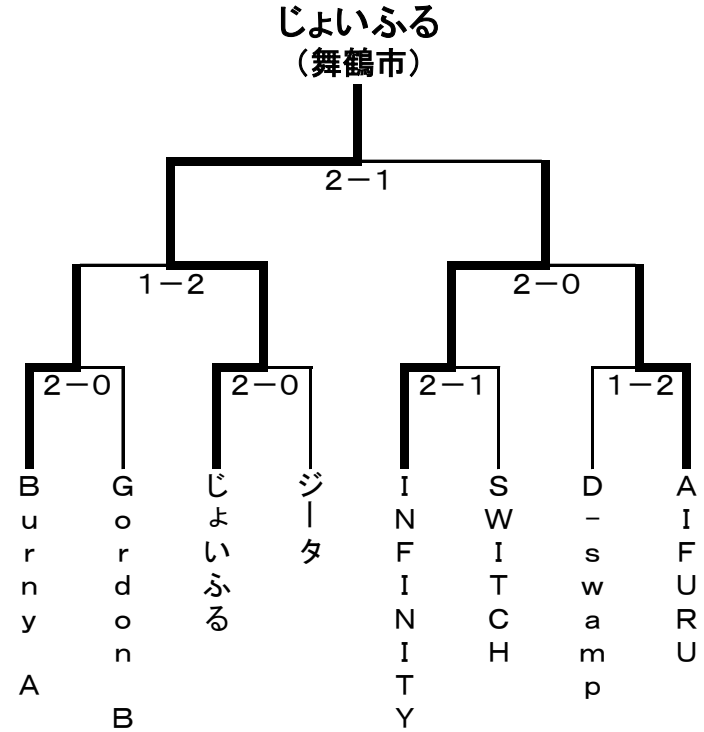 じょいふる
（舞鶴市）
2－1
1－2
2－0
2－0
2－0
2－1
1－2
Burny A
Gordon B
じょいふる
ジータ
INFINITY
SWITCH
D-swamp
AIFURU